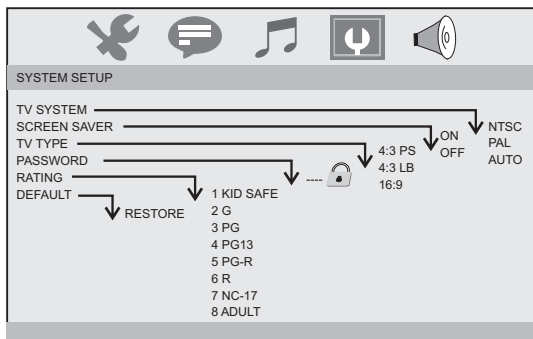 SYSTEM SETUP
TV SYSTEM
SCREEN SAVER
TV TYPE
PASSWORD
RATING
DEFAULT
NTSC
PAL
AUTO
ON
OFF
4:3 PS
4:3 LB
16:9
----
1 KID SAFE
2 G
3 PG
4 PG13
5 PG-R
6 R
7 NC-17
8 ADULT
RESTORE